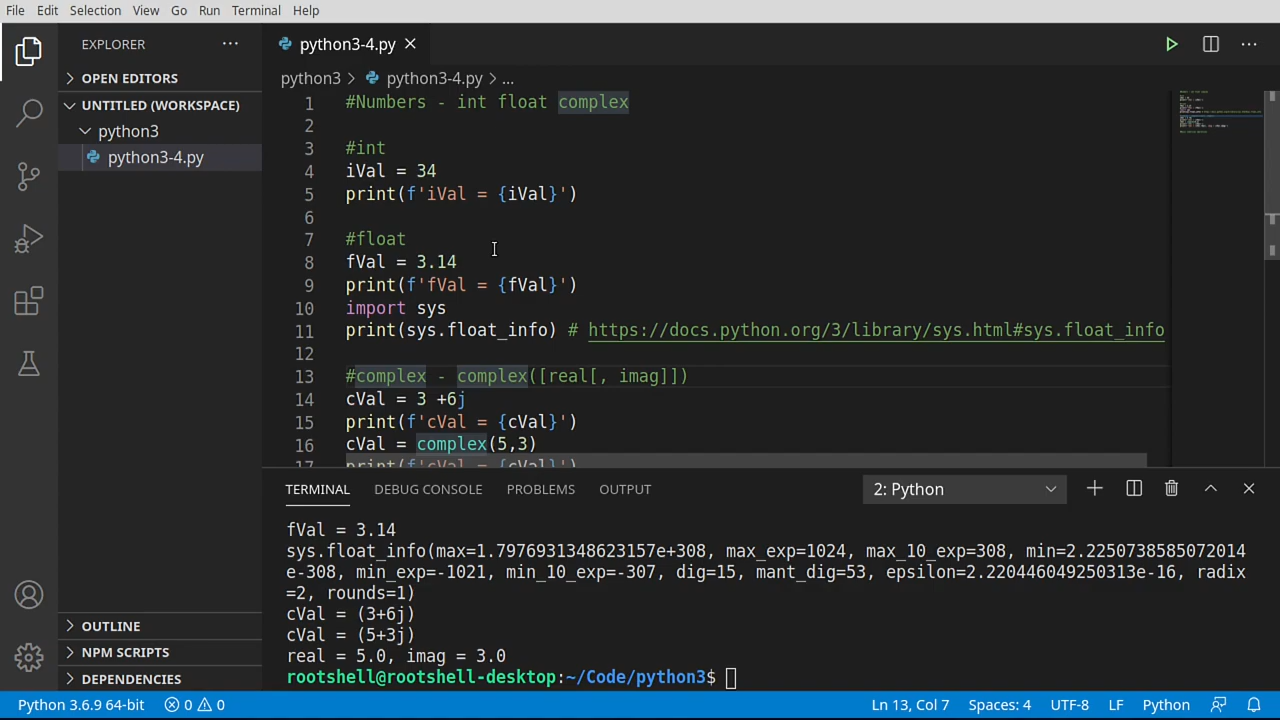 File Edit Selection View Go Run Terminal Help
EXPLORER
OPEN EDITORS
UNTITLED (WORKSPACE)
python3
python3-4.py
OUTLINE
NPM SCRIPTS
DEPENDENCIES
python3-4.py
python3 > python3-4.py > ...
1 #Numbers - int float complex
2
3 #int
4 iVal = 34
5 print(f'iVal = {iVal}')
6
7 #float
8 fVal = 3.14
9 print(f'fVal = {fVal}')
10 import sys
11 print(sys.float_info) # https://docs.python.org/3/library/sys.html#sys.float_info
12
13 #complex - complex([real[, imag]])
14 cVal = 3 +6j
15 print(f'cVal = {cVal}')
16 cVal = complex(5,3)
17 print(f'cVal = {cVal}')
TERMINAL DEBUG CONSOLE PROBLEMS OUTPUT 2: Python
fVal = 3.14
sys.float_info(max=1.7976931348623157e+308, max_exp=1024, max_10_exp=308, min=2.2250738585072014
e-308, min_exp=-1021, min_10_exp=-307, dig=15, mant_dig=53, epsilon=2.220446049250313e-16, radix
=2, rounds=1)
cVal = (3+6j)
cVal = (5+3j)
real = 5.0, imag = 3.0
rootshell@rootshell-desktop:~/Code/python3$
Python 3.6.9 64-bit 0 0 Ln 13, Col 7 Spaces: 4 UTF-8 LF Python